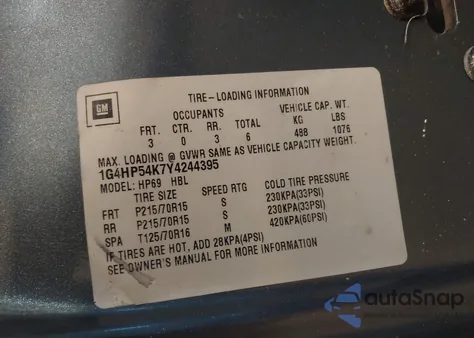 GM
TIRE-LOADING INFORMATION
OCCUPANTS VEHICLE CAP. WT.
FRT. CTR. RR. TOTAL KG LBS
3 0 3 6 488 1076
MAX. LOADING @ GVWR SAME AS VEHICLE CAPACITY WEIGHT.
1G4HP54K7Y4244395
MODEL: HP69 HBL
TIRE SIZE SPEED RTG COLD TIRE PRESSURE
FRT P215/70R15 S 230KPA(33PSI)
RR P215/70R15 S 230KPA(33PSI)
SPA T125/70R16 M 420KPA(60PSI)
IF TIRES ARE HOT, ADD 28KPA(4PSI)
SEE OWNER'S MANUAL FOR MORE INFORMATION
autoSnap
POWERED BY